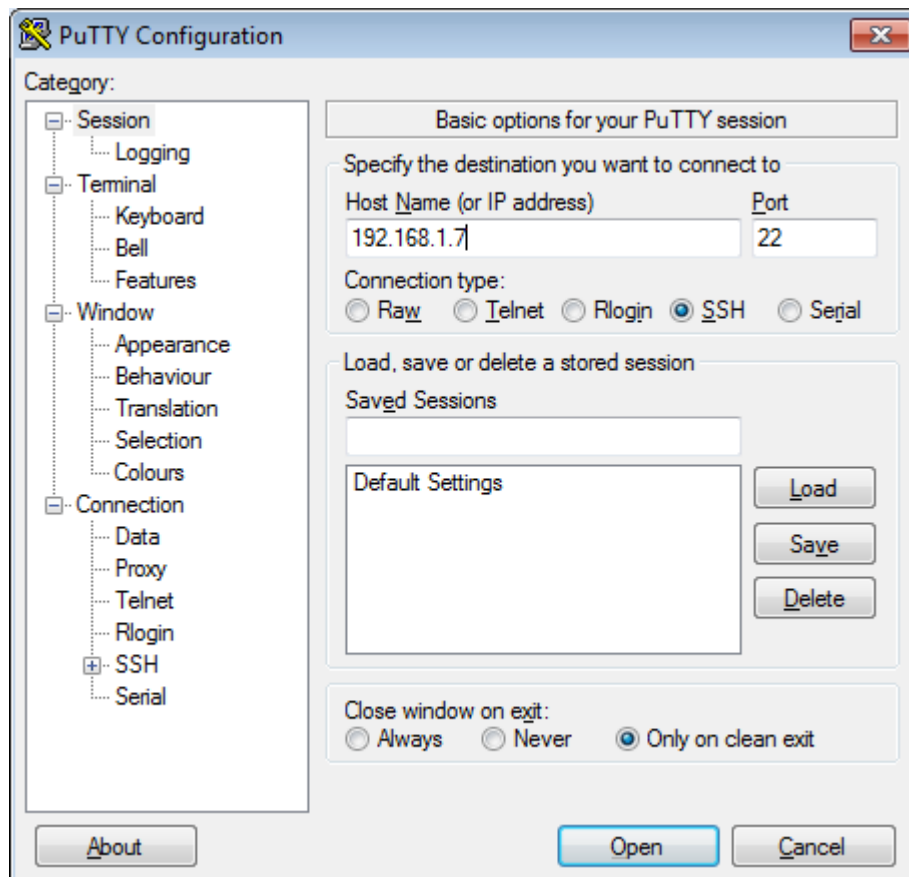 PuTTY Configuration
Category:
Session
Logging
Terminal
Keyboard
Bell
Features
Window
Appearance
Behaviour
Translation
Selection
Colours
Connection
Data
Proxy
Telnet
Rlogin
SSH
Serial
Basic options for your PuTTY session
Specify the destination you want to connect to
Host Name (or IP address) Port
192.168.1.7 22
Connection type:
Raw Telnet Rlogin SSH Serial
Load, save or delete a stored session
Saved Sessions
Default Settings
Load
Save
Delete
Close window on exit:
Always Never Only on clean exit
About Open Cancel